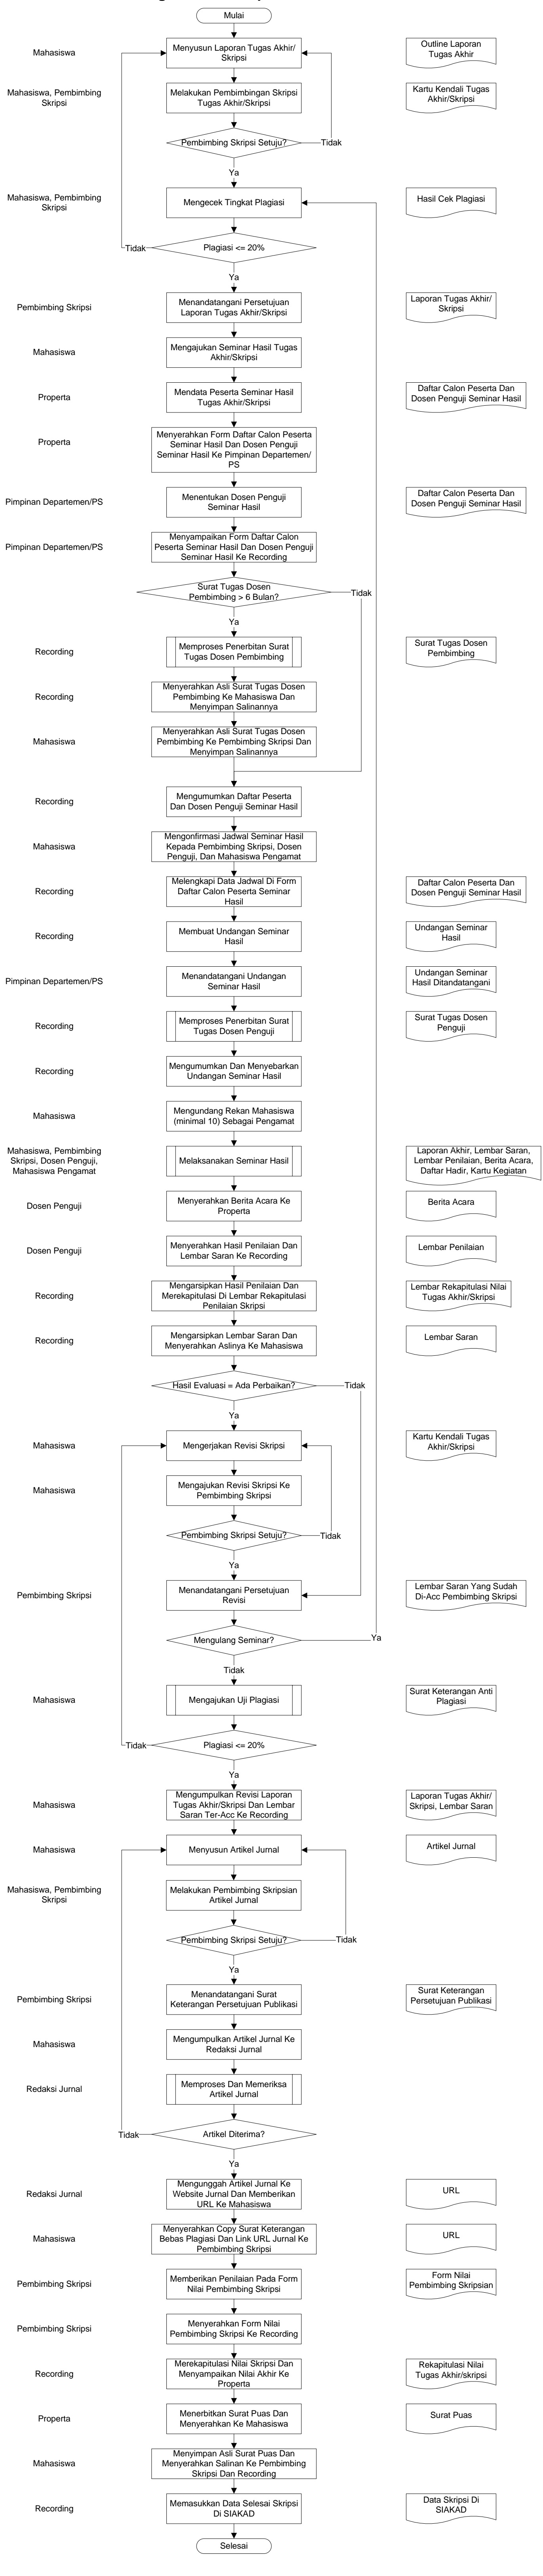 Mulai
Mahasiswa
Menyusun Laporan Tugas Akhir/
Skripsi
Outline Laporan
Tugas Akhir
Mahasiswa, Pembimbing
Skripsi
Melakukan Pembimbingan Skripsi
Tugas Akhir/Skripsi
Kartu Kendali Tugas
Akhir/Skripsi
Pembimbing Skripsi Setuju?
Tidak
Ya
Mahasiswa, Pembimbing
Skripsi
Mengecek Tingkat Plagiasi
Hasil Cek Plagiasi
Tidak
Plagiasi <= 20%
Ya
Pembimbing Skripsi
Menandatangani Persetujuan
Laporan Tugas Akhir/Skripsi
Laporan Tugas Akhir/
Skripsi
Mahasiswa
Mengajukan Seminar Hasil Tugas
Akhir/Skripsi
Properta
Mendata Peserta Seminar Hasil
Tugas Akhir/Skripsi
Daftar Calon Peserta Dan
Dosen Penguji Seminar Hasil
Properta
Menyerahkan Form Daftar Calon Peserta
Seminar Hasil Dan Dosen Penguji
Seminar Hasil Ke Pimpinan Departemen/
PS
Pimpinan Departemen/PS
Menentukan Dosen Penguji
Seminar Hasil
Daftar Calon Peserta Dan
Dosen Penguji Seminar Hasil
Pimpinan Departemen/PS
Menyampaikan Form Daftar Calon
Peserta Seminar Hasil Dan Dosen Penguji
Seminar Hasil Ke Recording
Surat Tugas Dosen
Pembimbing > 6 Bulan?
Tidak
Ya
Recording
Memproses Penerbitan Surat
Tugas Dosen Pembimbing
Surat Tugas Dosen
Pembimbing
Recording
Menyerahkan Asli Surat Tugas Dosen
Pembimbing Ke Mahasiswa Dan
Menyimpan Salinannya
Mahasiswa
Menyerahkan Asli Surat Tugas Dosen
Pembimbing Ke Pembimbing Skripsi Dan
Menyimpan Salinannya
Recording
Mengumumkan Daftar Peserta
Dan Dosen Penguji Seminar Hasil
Mahasiswa
Mengonfirmasi Jadwal Seminar Hasil
Kepada Pembimbing Skripsi, Dosen
Penguji, Dan Mahasiswa Pengamat
Recording
Melengkapi Data Jadwal Di Form
Daftar Calon Peserta Seminar
Hasil
Daftar Calon Peserta Dan
Dosen Penguji Seminar Hasil
Recording
Membuat Undangan Seminar
Hasil
Undangan Seminar
Hasil
Pimpinan Departemen/PS
Menandatangani Undangan
Seminar Hasil
Undangan Seminar
Hasil Ditandatangani
Recording
Memproses Penerbitan Surat
Tugas Dosen Penguji
Surat Tugas Dosen
Penguji
Recording
Mengumumkan Dan Menyebarkan
Undangan Seminar Hasil
Mahasiswa
Mengundang Rekan Mahasiswa
(minimal 10) Sebagai Pengamat
Mahasiswa, Pembimbing
Skripsi, Dosen Penguji,
Mahasiswa Pengamat
Melaksanakan Seminar Hasil
Laporan Akhir, Lembar Saran,
Lembar Penilaian, Berita Acara,
Daftar Hadir, Kartu Kegiatan
Dosen Penguji
Menyerahkan Berita Acara Ke
Properta
Berita Acara
Dosen Penguji
Menyerahkan Hasil Penilaian Dan
Lembar Saran Ke Recording
Lembar Penilaian
Recording
Mengarsipkan Hasil Penilaian Dan
Merekapitulasi Di Lembar Rekapitulasi
Penilaian Skripsi
Lembar Rekapitulasi Nilai
Tugas Akhir/Skripsi
Recording
Mengarsipkan Lembar Saran Dan
Menyerahkan Aslinya Ke Mahasiswa
Lembar Saran
Hasil Evaluasi = Ada Perbaikan?
Tidak
Ya
Mahasiswa
Mengerjakan Revisi Skripsi
Kartu Kendali Tugas
Akhir/Skripsi
Mahasiswa
Mengajukan Revisi Skripsi Ke
Pembimbing Skripsi
Pembimbing Skripsi Setuju?
Tidak
Ya
Pembimbing Skripsi
Menandatangani Persetujuan
Revisi
Lembar Saran Yang Sudah
Di-Acc Pembimbing Skripsi
Mengulang Seminar?
Ya
Tidak
Mahasiswa
Mengajukan Uji Plagiasi
Surat Keterangan Anti
Plagiasi
Tidak
Plagiasi <= 20%
Ya
Mahasiswa
Mengumpulkan Revisi Laporan
Tugas Akhir/Skripsi Dan Lembar
Saran Ter-Acc Ke Recording
Laporan Tugas Akhir/
Skripsi, Lembar Saran
Mahasiswa
Menyusun Artikel Jurnal
Artikel Jurnal
Mahasiswa, Pembimbing
Skripsi
Melakukan Pembimbing Skripsian
Artikel Jurnal
Pembimbing Skripsi Setuju?
Tidak
Ya
Pembimbing Skripsi
Menandatangani Surat
Keterangan Persetujuan Publikasi
Surat Keterangan
Persetujuan Publikasi
Mahasiswa
Mengumpulkan Artikel Jurnal Ke
Redaksi Jurnal
Redaksi Jurnal
Memproses Dan Memeriksa
Artikel Jurnal
Tidak
Artikel Diterima?
Ya
Redaksi Jurnal
Mengunggah Artikel Jurnal Ke
Website Jurnal Dan Memberikan
URL Ke Mahasiswa
URL
Mahasiswa
Menyerahkan Copy Surat Keterangan
Bebas Plagiasi Dan Link URL Jurnal Ke
Pembimbing Skripsi
URL
Pembimbing Skripsi
Memberikan Penilaian Pada Form
Nilai Pembimbing Skripsi
Form Nilai
Pembimbing Skripsian
Pembimbing Skripsi
Menyerahkan Form Nilai
Pembimbing Skripsi Ke Recording
Recording
Merekapitulasi Nilai Skripsi Dan
Menyampaikan Nilai Akhir Ke
Properta
Rekapitulasi Nilai
Tugas Akhir/skripsi
Properta
Menerbitkan Surat Puas Dan
Menyerahkan Ke Mahasiswa
Surat Puas
Mahasiswa
Menyimpan Asli Surat Puas Dan
Menyerahkan Salinan Ke Pembimbing
Skripsi Dan Recording
Recording
Memasukkan Data Selesai Skripsi
Di SIAKAD
Data Skripsi Di
SIAKAD
Selesai